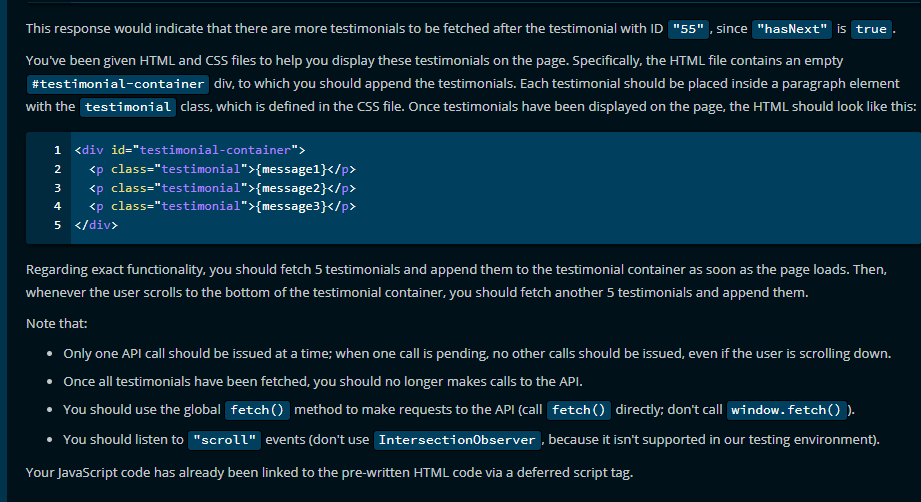 This response would indicate that there are more testimonials to be fetched after the testimonial with ID "55", since "hasNext" is true.
You've been given HTML and CSS files to help you display these testimonials on the page. Specifically, the HTML file contains an empty
#testimonial-container div, to which you should append the testimonials. Each testimonial should be placed inside a paragraph element
with the testimonial class, which is defined in the CSS file. Once testimonials have been displayed on the page, the HTML should look like this:
1 <div id="testimonial-container">
2   <p class="testimonial">{message1}</p>
3   <p class="testimonial">{message2}</p>
4   <p class="testimonial">{message3}</p>
5 </div>
Regarding exact functionality, you should fetch 5 testimonials and append them to the testimonial container as soon as the page loads. Then,
whenever the user scrolls to the bottom of the testimonial container, you should fetch another 5 testimonials and append them.
Note that:
• Only one API call should be issued at a time; when one call is pending, no other calls should be issued, even if the user is scrolling down.
• Once all testimonials have been fetched, you should no longer makes calls to the API.
• You should use the global fetch() method to make requests to the API (call fetch() directly; don't call window.fetch() ).
• You should listen to "scroll" events (don't use IntersectionObserver, because it isn't supported in our testing environment).
Your JavaScript code has already been linked to the pre-written HTML code via a deferred script tag.